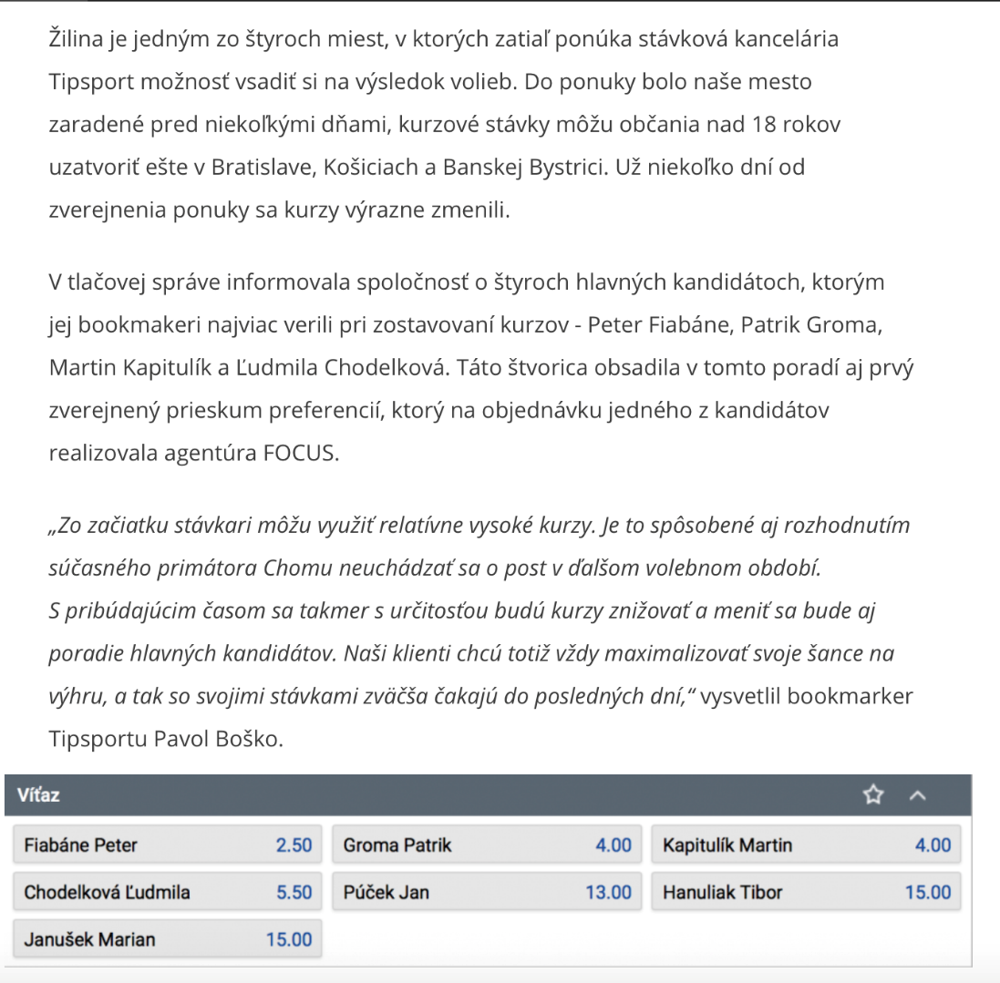 Žilina je jedným zo štyroch miest, v ktorých zatiaľ ponúka stávková kancelária
Tipsport možnosť vsadiť si na výsledok volieb. Do ponuky bolo naše mesto
zaradené pred niekoľkými dňami, kurzové stávky môžu občania nad 18 rokov
uzatvoriť ešte v Bratislave, Košiciach a Banskej Bystrici. Už niekoľko dní od
zverejnenia ponuky sa kurzy výrazne zmenili.
V tlačovej správe informovala spoločnosť o štyroch hlavných kandidátoch, ktorým
jej bookmakeri najviac verili pri zostavovaní kurzov - Peter Fiabáne, Patrik Groma,
Martin Kapitulík a Ľudmila Chodelková. Táto štvorica obsadila v tomto poradí aj prvý
zverejnený prieskum preferencií, ktorý na objednávku jedného z kandidátov
realizovala agentúra FOCUS.
„Zo začiatku stávkari môžu využiť relatívne vysoké kurzy. Je to spôsobené aj rozhodnutím
súčasného primátora Chomu neuchádzať sa o post v ďalšom volebnom období.
S pribúdajúcim časom sa takmer s určitosťou budú kurzy znižovať a meniť sa bude aj
poradie hlavných kandidátov. Naši klienti chcú totiž vždy maximalizovať svoje šance na
výhru, a tak so svojimi stávkami zväčša čakajú do posledných dní,“ vysvetlil bookmarker
Tipsportu Pavol Boško.
Víťaz
Fiabáne Peter 2.50 Groma Patrik 4.00 Kapitulík Martin 4.00
Chodelková Ľudmila 5.50 Púček Jan 13.00 Hanuliak Tibor 15.00
Janušek Marian 15.00